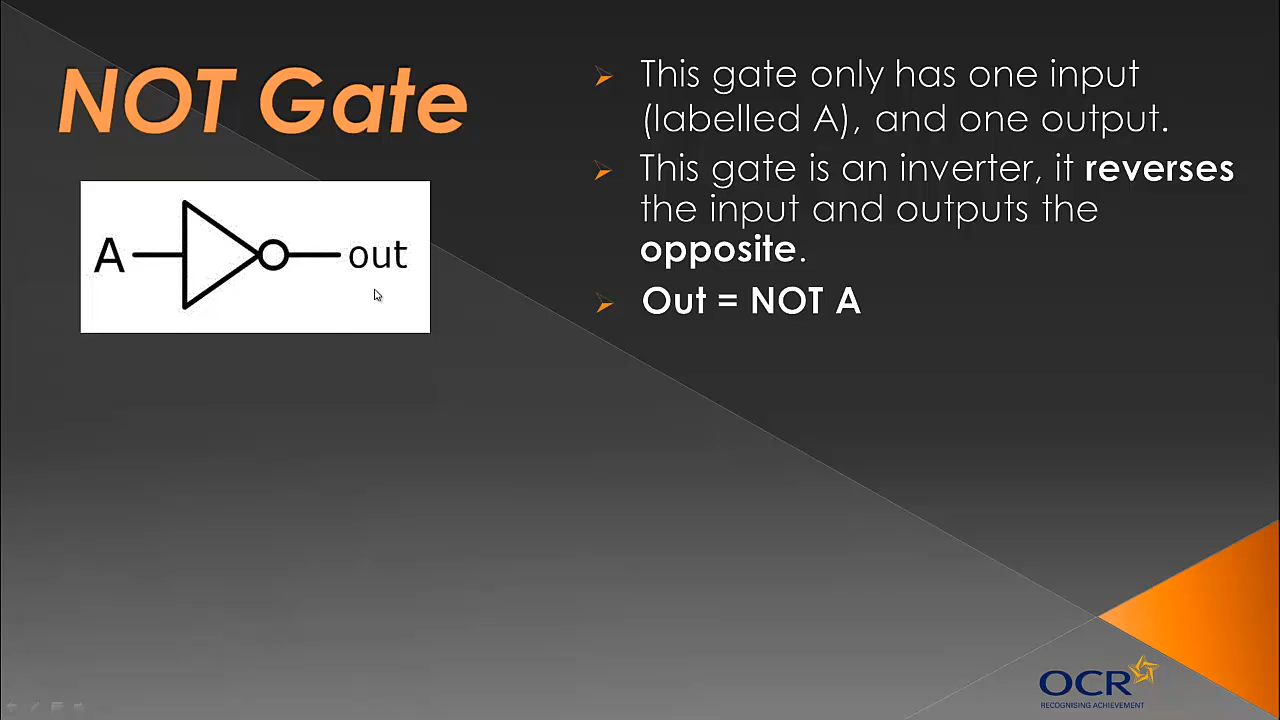 NOT Gate
A
out
This gate only has one input
(labelled A), and one output.
This gate is an inverter, it reverses
the input and outputs the
opposite.
Out = NOT A
OCR
RECOGNISING ACHIEVEMENT